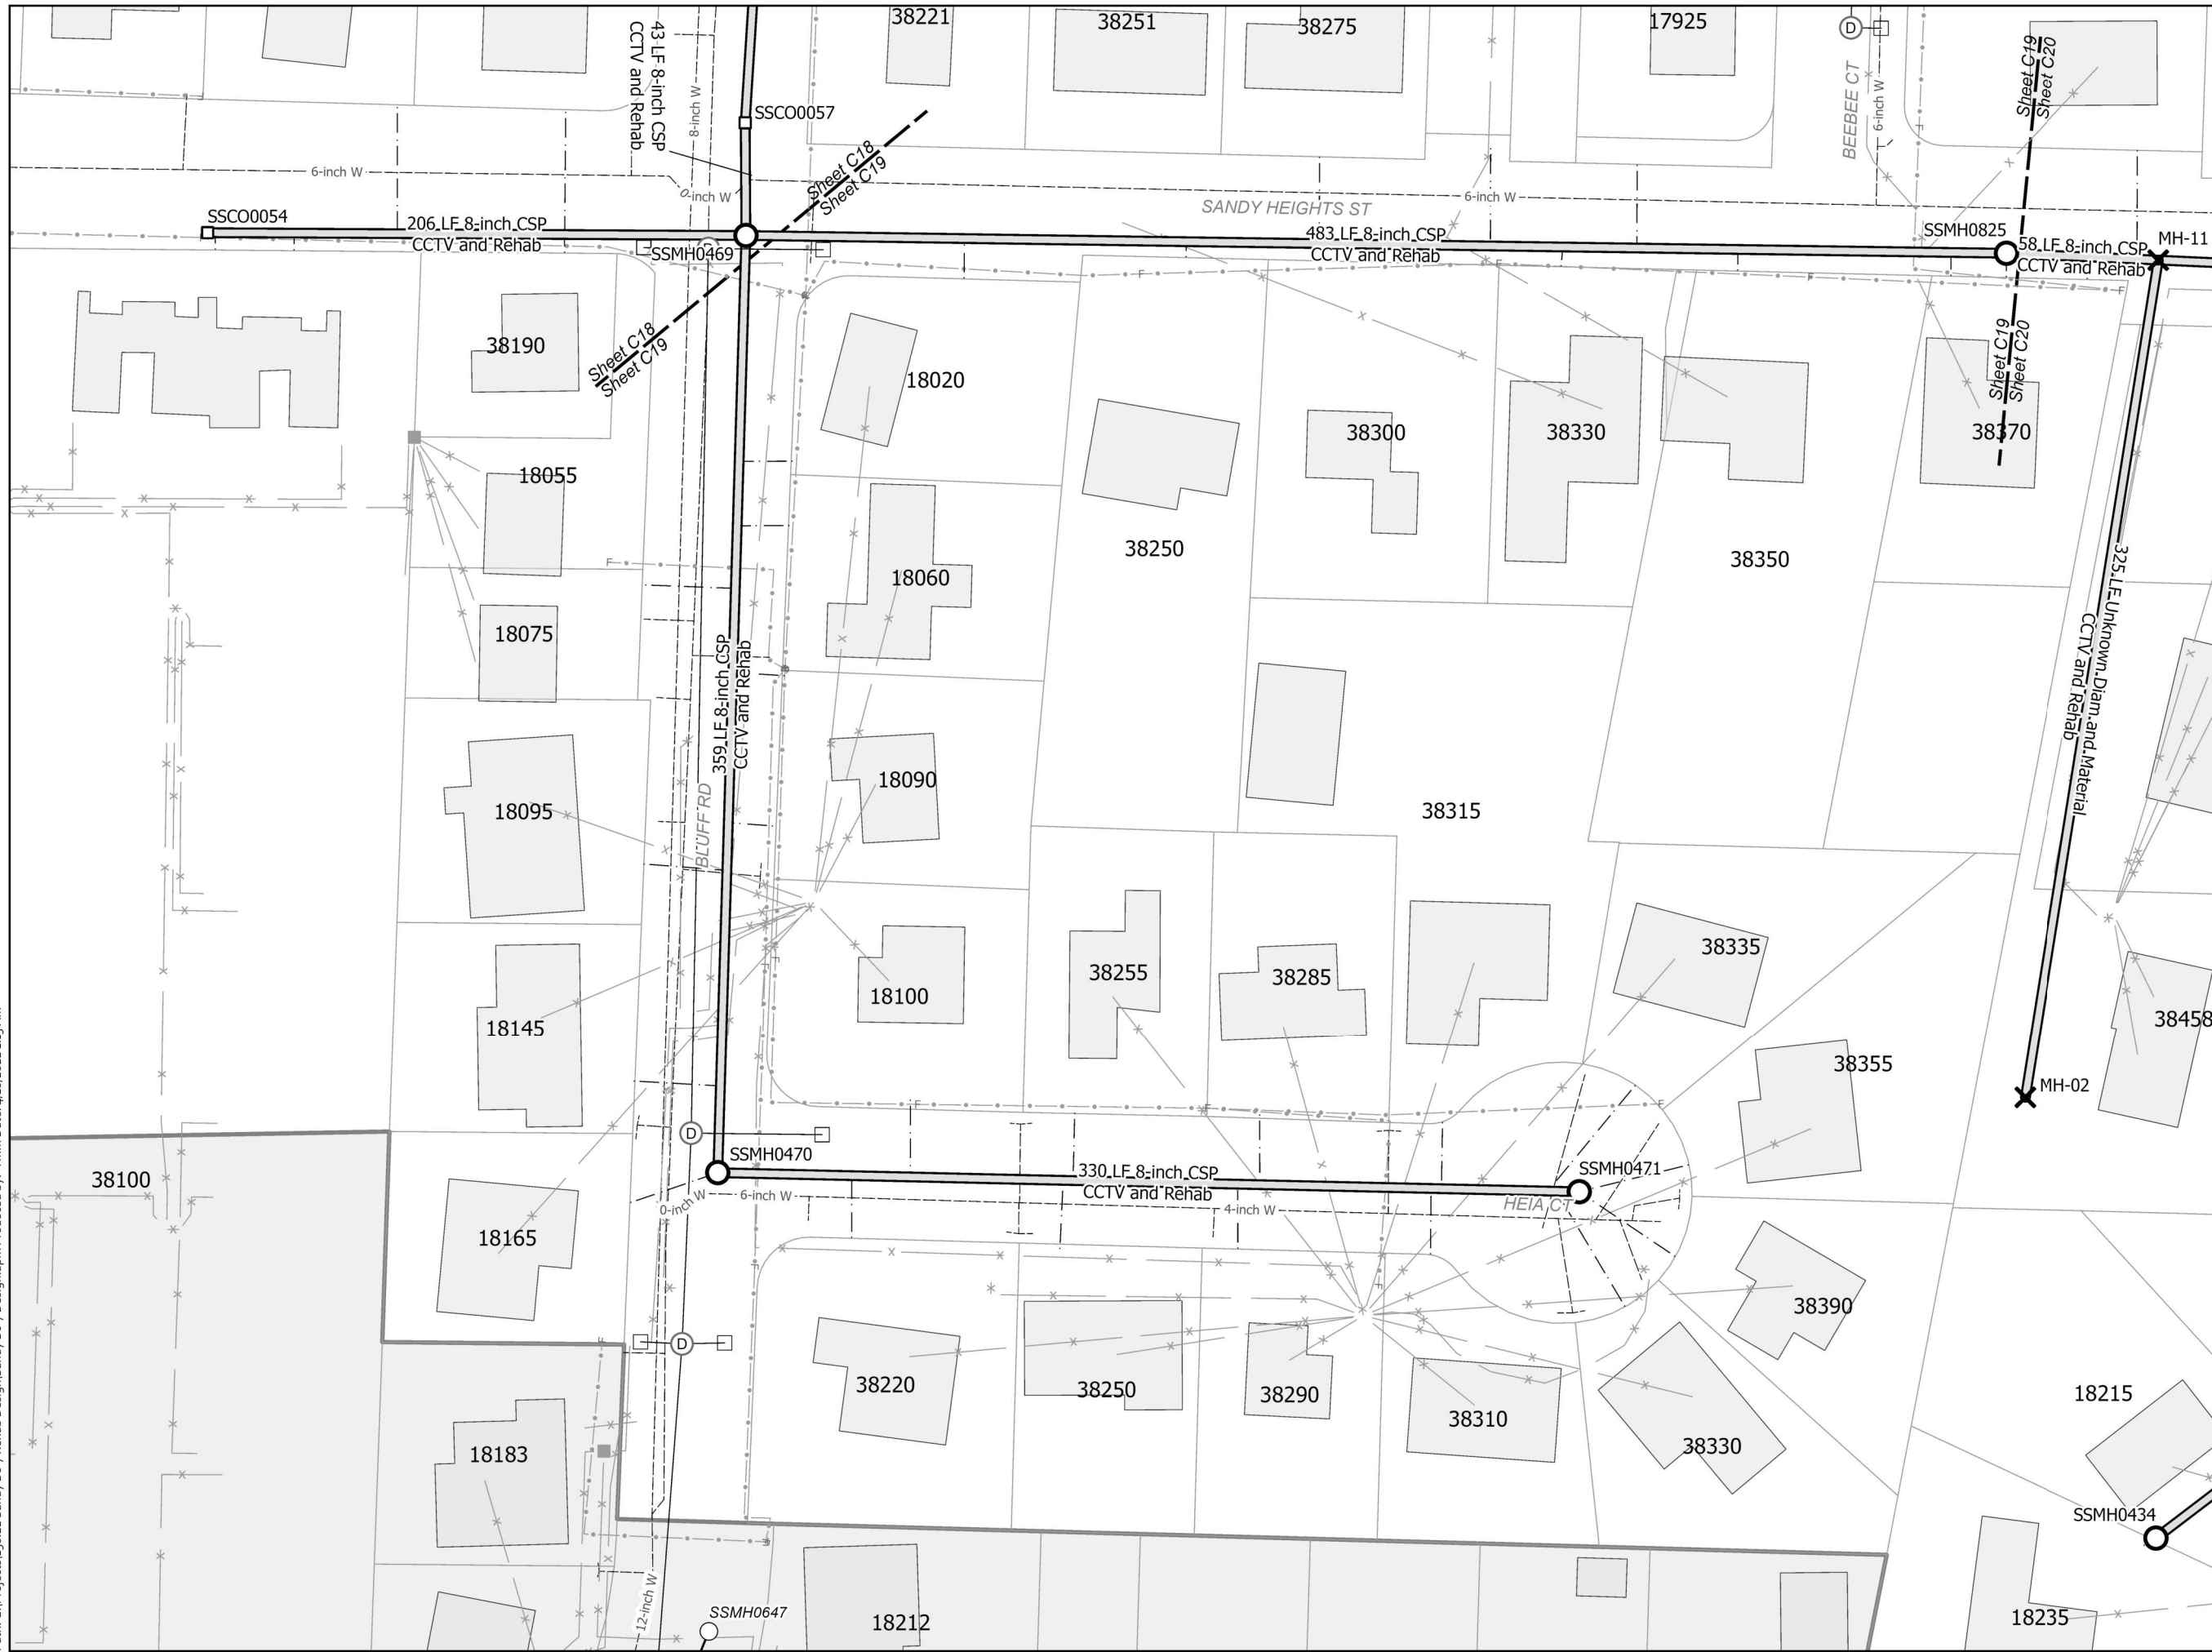 38221
38251
38275
17925
43 LF 8-inch CSP
CCTV and Rehab
8-inch W
SSCO0057
BEEBEE CT
6-inch W
D
Sheet C19
Sheet C20
Sheet C18
Sheet C19
6-inch W
0-inch W
6-inch W
SANDY HEIGHTS ST
SSCO0054
206 LF 8-inch CSP
CCTV and Rehab
SSMH0469
483 LF 8-inch CSP
CCTV and Rehab
SSMH0825
58 LF 8-inch CSP
CCTV and Rehab
MH-11
Sheet C18
Sheet C19
Sheet C19
Sheet C20
38190
18020
38300
38330
38370
18055
38250
38350
18060
18075
359 LF 8-inch CSP
CCTV and Rehab
325 LF Unknown Diam and Material
CCTV and Rehab
18090
18095
BLUFF RD
38315
38255
38285
38335
18100
18145
38458
38355
MH-02
D
SSMH0470
330 LF 8-inch CSP
CCTV and Rehab
SSMH0471
38100
0-inch W
6-inch W
4-inch W
HEIA CT
18165
38390
D
38220
38250
38290
38310
38330
18215
18183
SSMH0434
12-inch W
SSMH0647
18212
18235